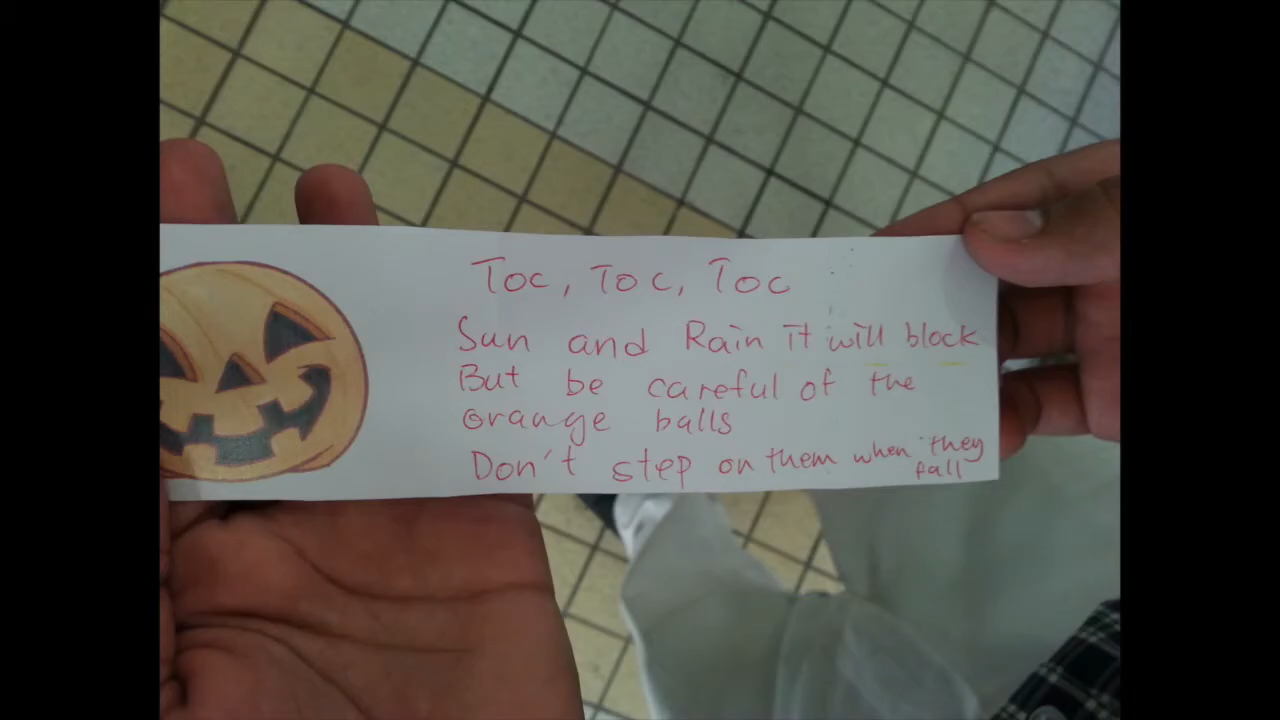 Toc, Toc, Toc
Sun and Rain it will block
But be careful of the
orange balls
Don't step on them when they
fall